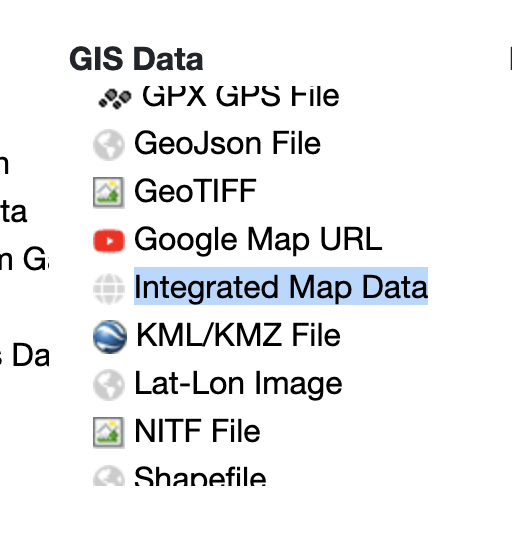 GIS Data
GPX GPS File
GeoJson File
GeoTIFF
Google Map URL
Integrated Map Data
KML/KMZ File
Lat-Lon Image
NITF File
Shapefile
ta
s Da